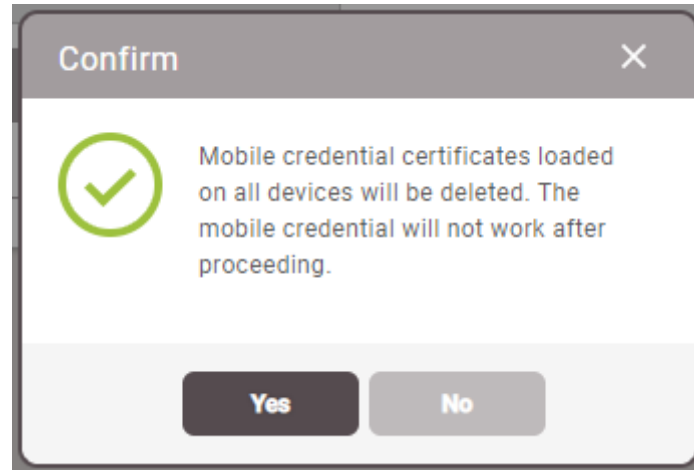 Confirm
Mobile credential certificates loaded
on all devices will be deleted. The
mobile credential will not work after
proceeding.
Yes
No